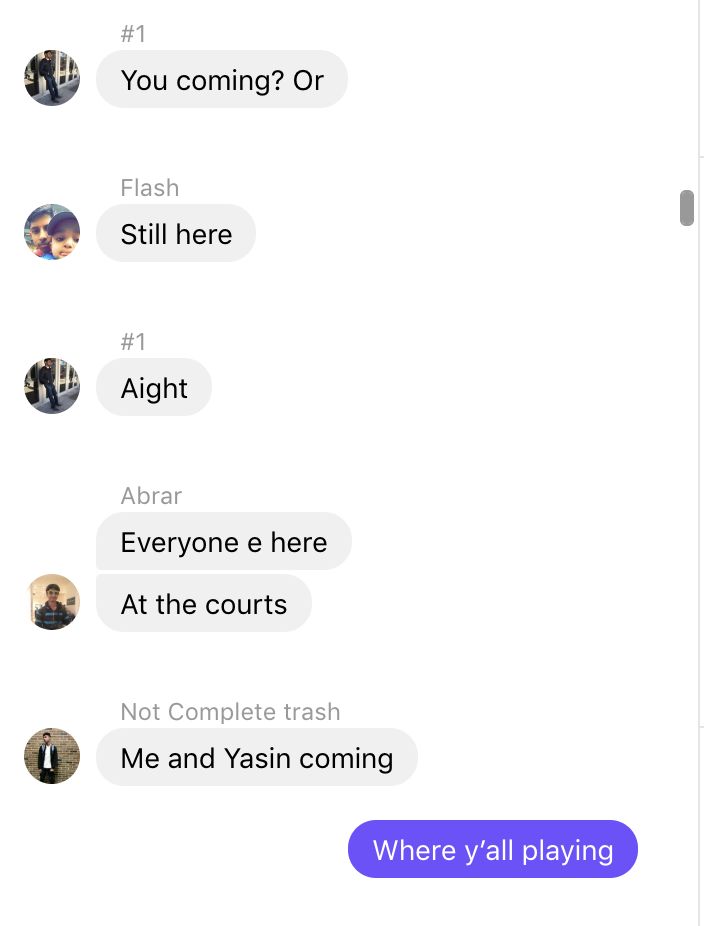 #1
You coming? Or
Flash
Still here
#1
Aight
Abrar
Everyone e here
At the courts
Not Complete trash
Me and Yasin coming
Where y’all playing